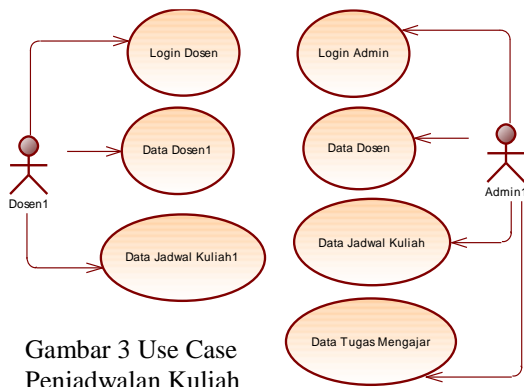 Login Dosen
Login Admin
Data Dosen1
Data Dosen
Dosen1
Admin1
Data Jadwal Kuliah1
Data Jadwal Kuliah
Data Tugas Mengajar
Gambar 3 Use Case
Penjadwalan Kuliah